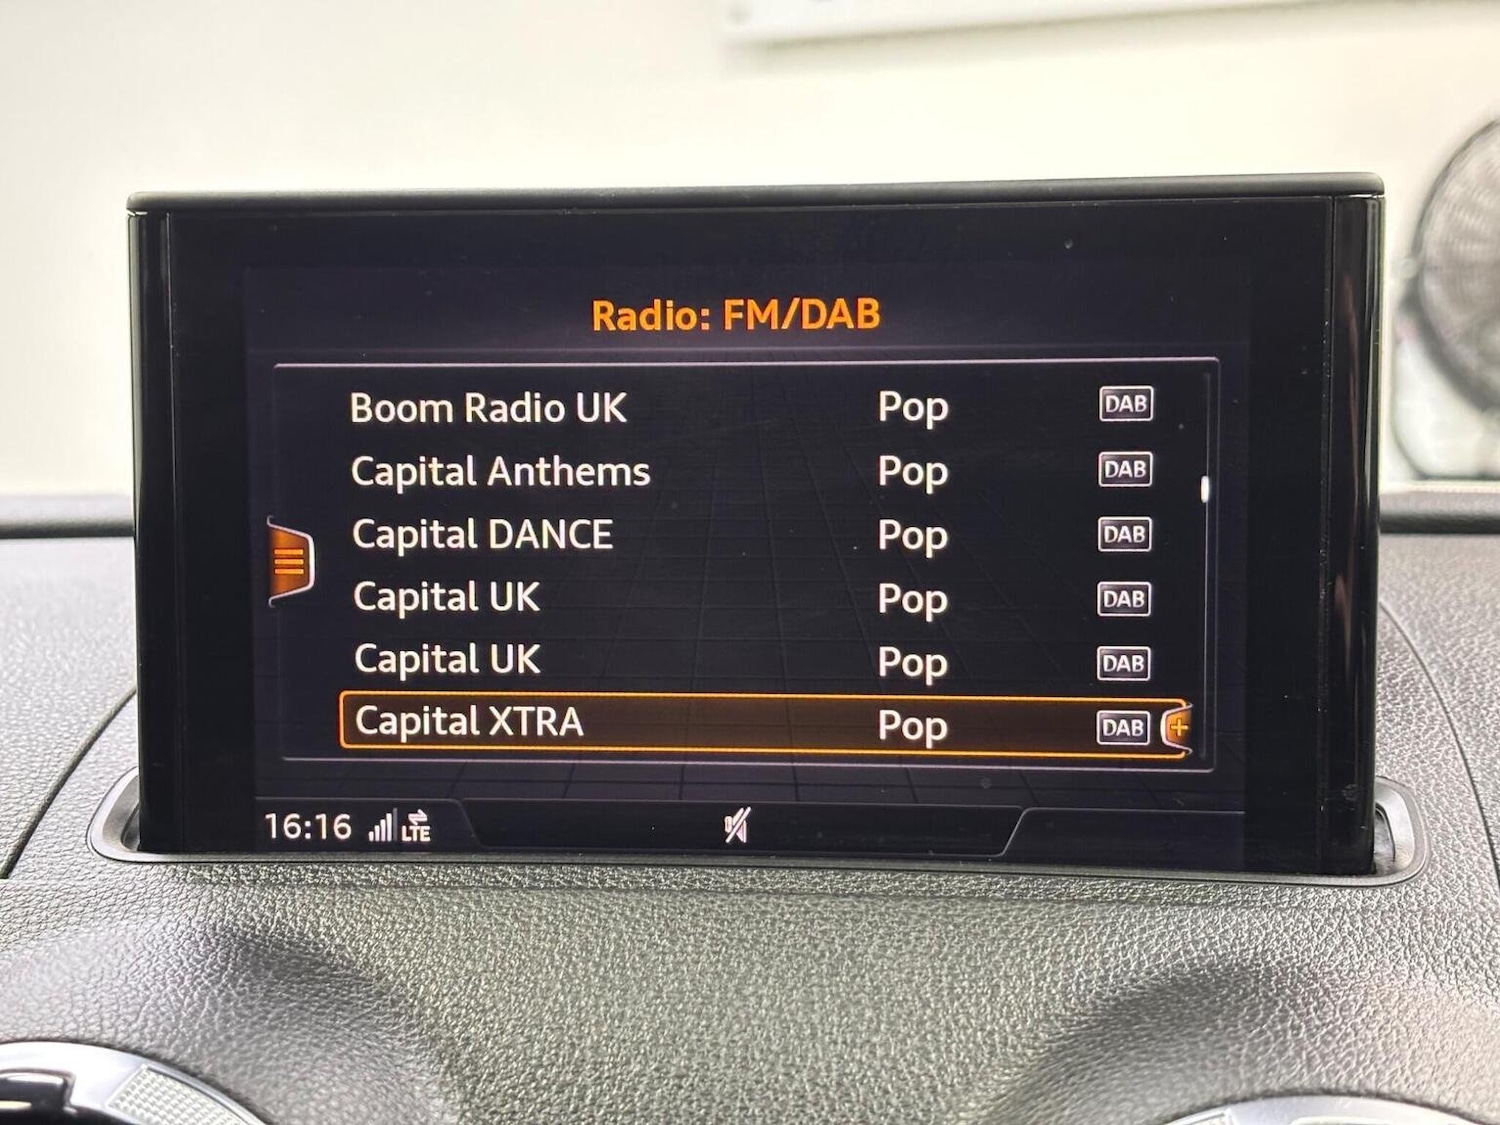 Radio: FM/DAB
Boom Radio UK Pop DAB
Capital Anthems Pop DAB
Capital DANCE Pop DAB
Capital UK Pop DAB
Capital UK Pop DAB
Capital XTRA Pop DAB +
16:16 LTE